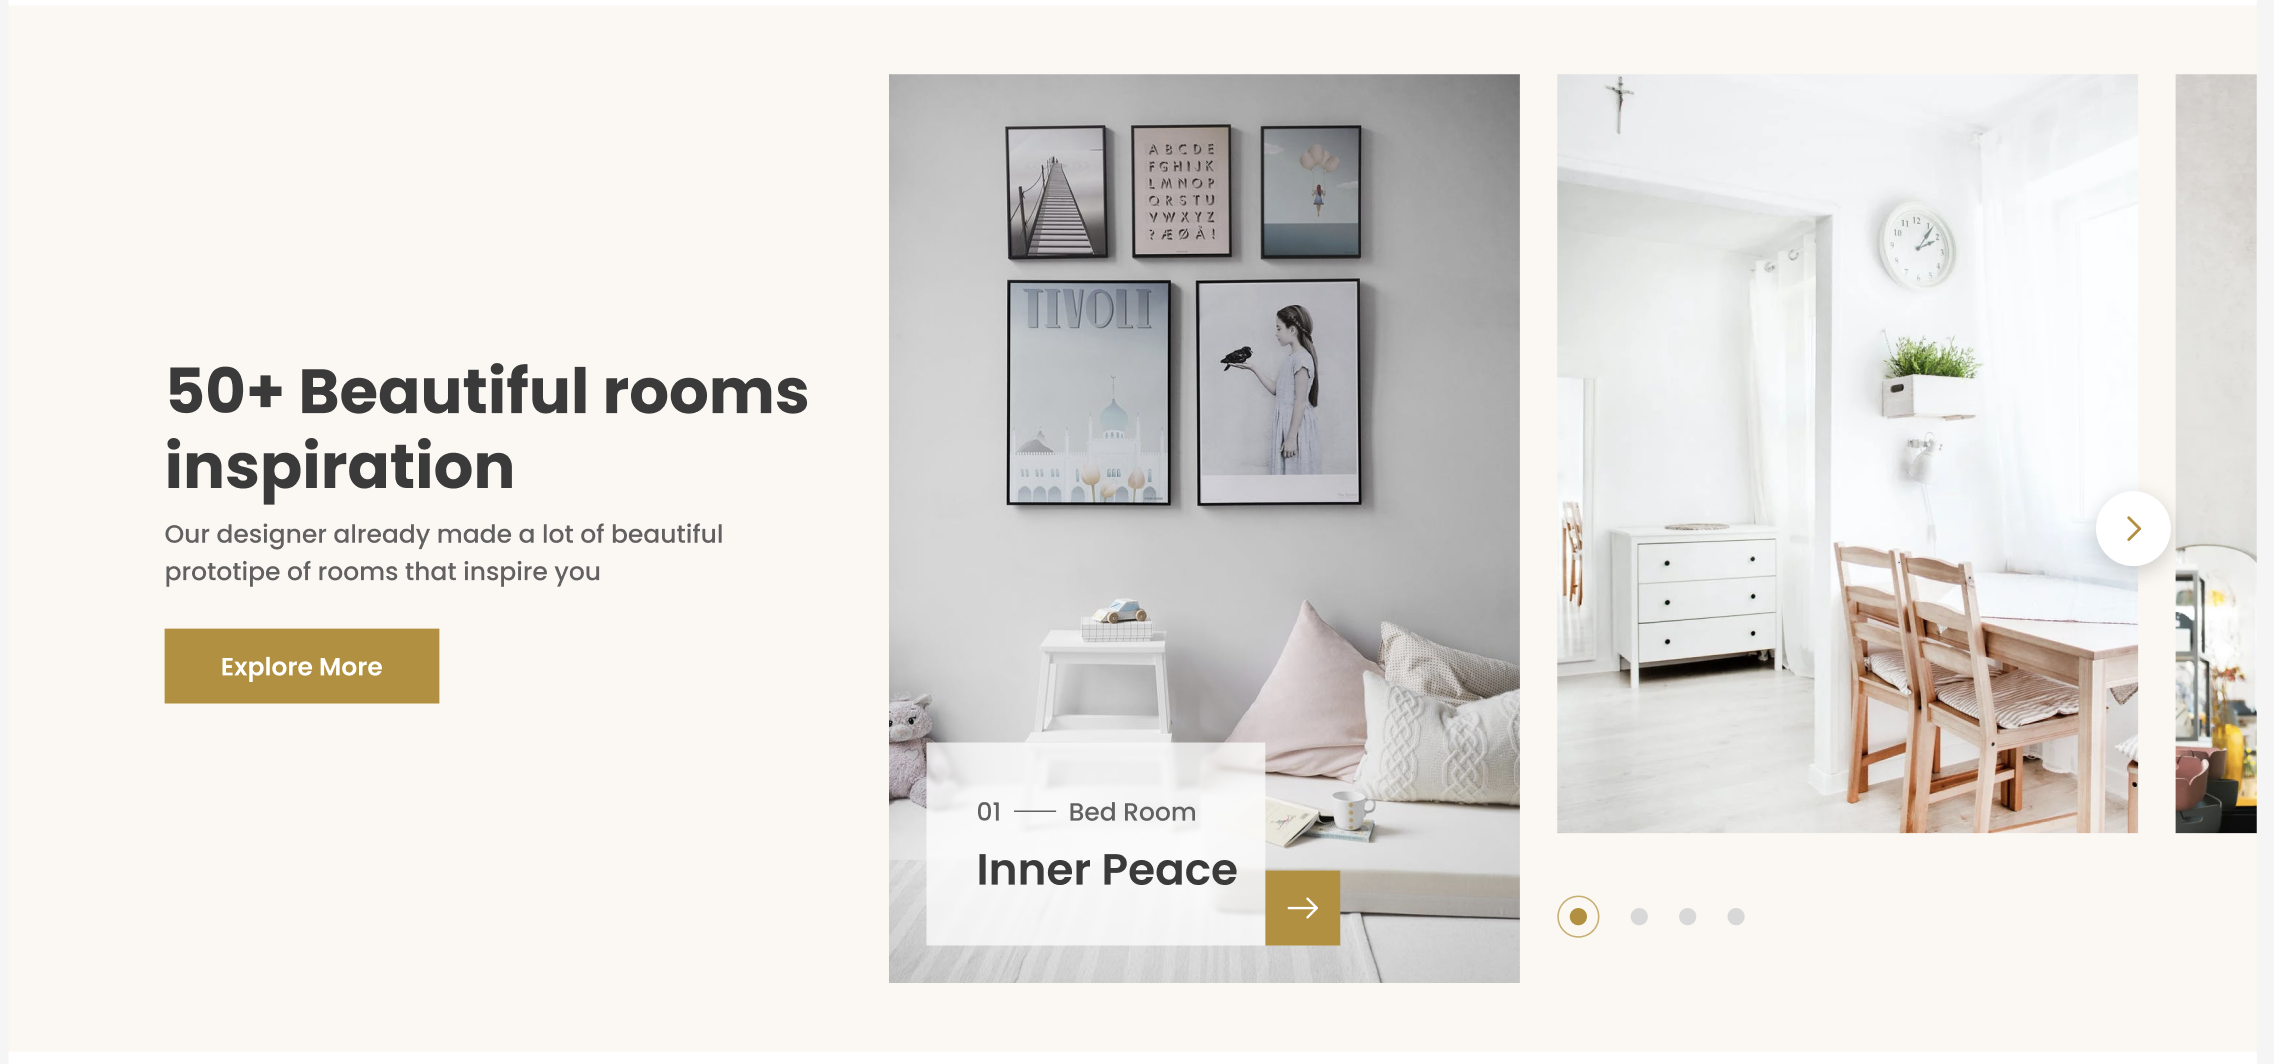 50+ Beautiful rooms
inspiration
Our designer already made a lot of beautiful
prototipe of rooms that inspire you
Explore More
A B C D E
F G H I J K
L M N O P
Q R S T U
V W X Y Z
? Æ Ø Å !
TIVOLI
01 — Bed Room
Inner Peace